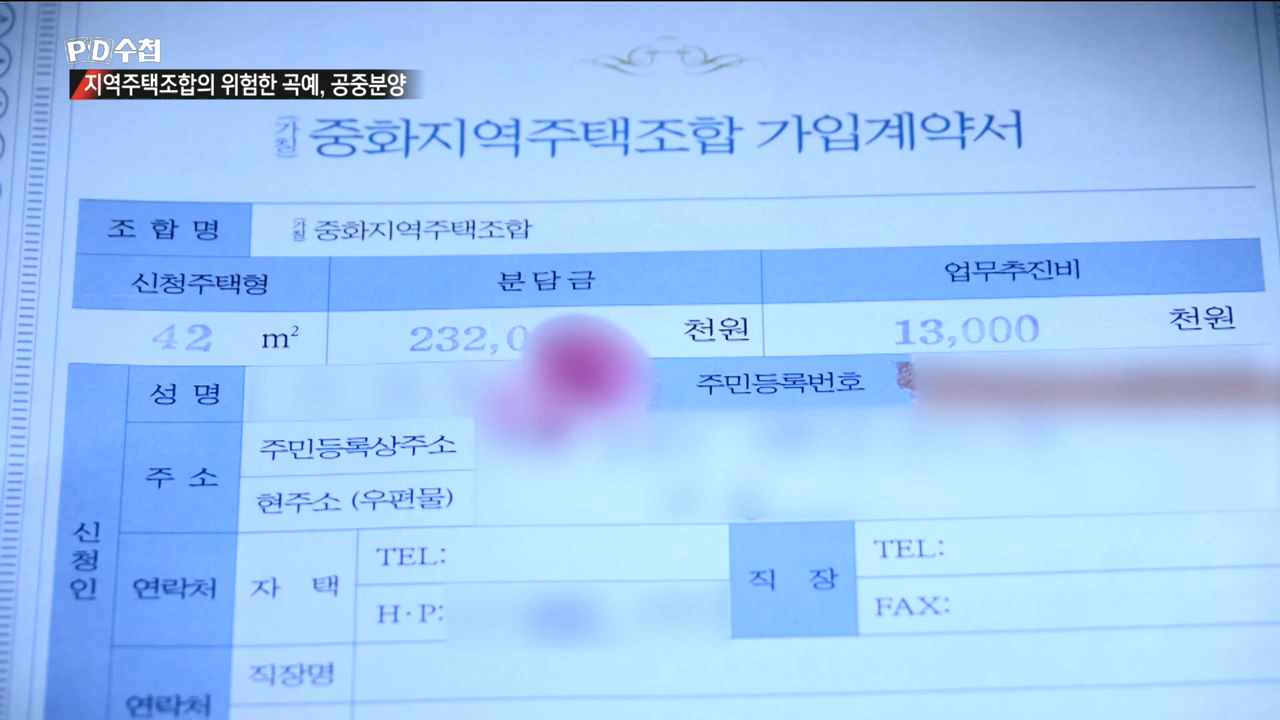 PD수첩
지역주택조합의 위험한 곡예, 공중분양
(가칭) 중화지역주택조합 가입계약서
조 합 명 (가칭) 중화지역주택조합
신청주택형 분 담 금 업무추진비
42 m² 232,0 천원 13,000 천원
신청인
성 명 주민등록번호
주 소 주민등록상주소
현주소 (우편물)
연락처 자 택 TEL: 직 장 TEL:
H·P: FAX:
연락처 직장명